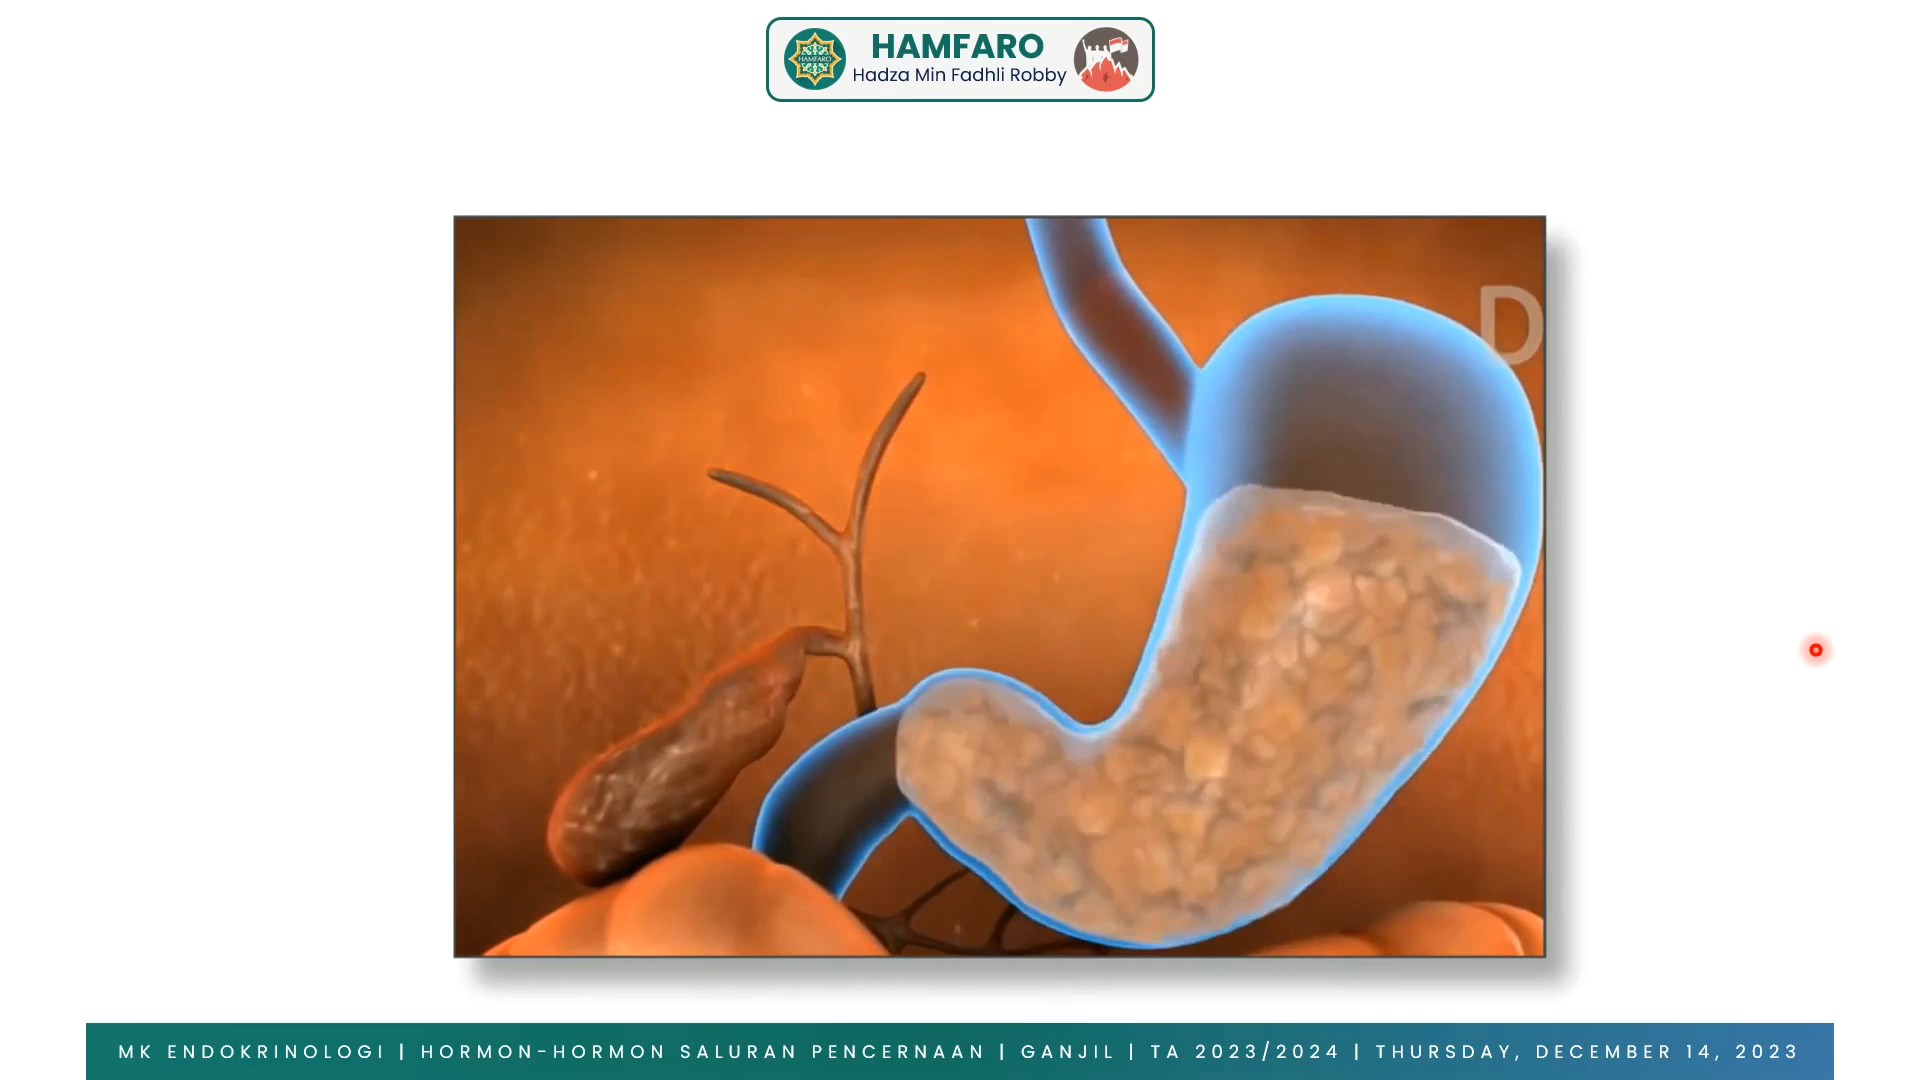 HAMFARO
HAMFARO
Hadza Min Fadhli Robby
D
MK ENDOKRINOLOGI | HORMON-HORMON SALURAN PENCERNAAN | GANJIL | TA 2023/2024 | THURSDAY, DECEMBER 14, 2023